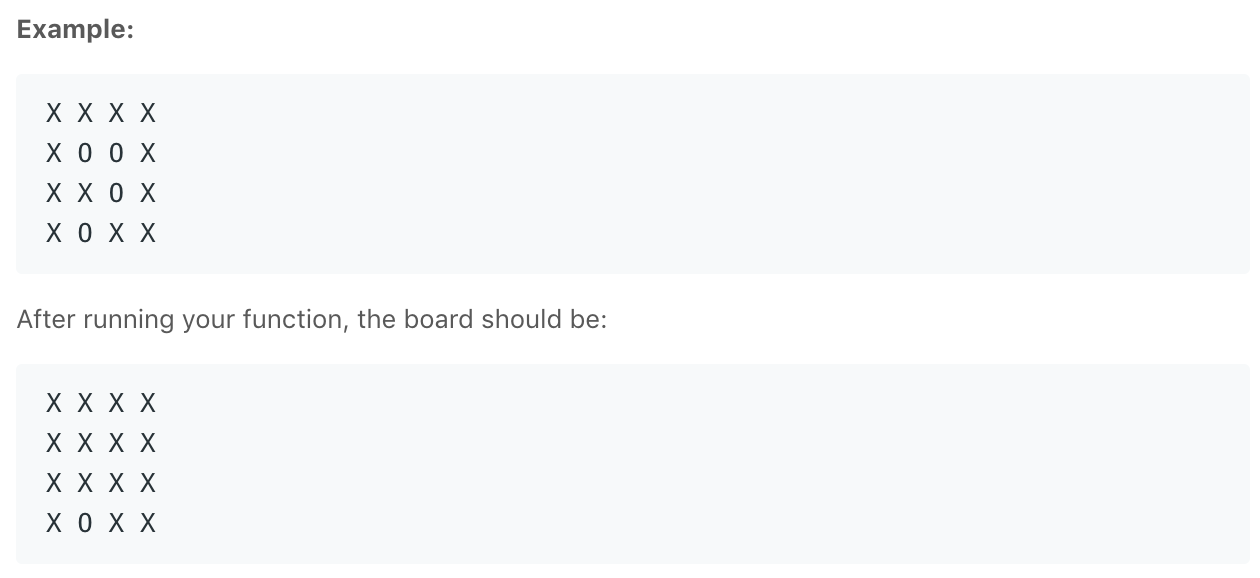 Example:
X X X X
X O O X
X X O X
X O X X
After running your function, the board should be:
X X X X
X X X X
X X X X
X O X X